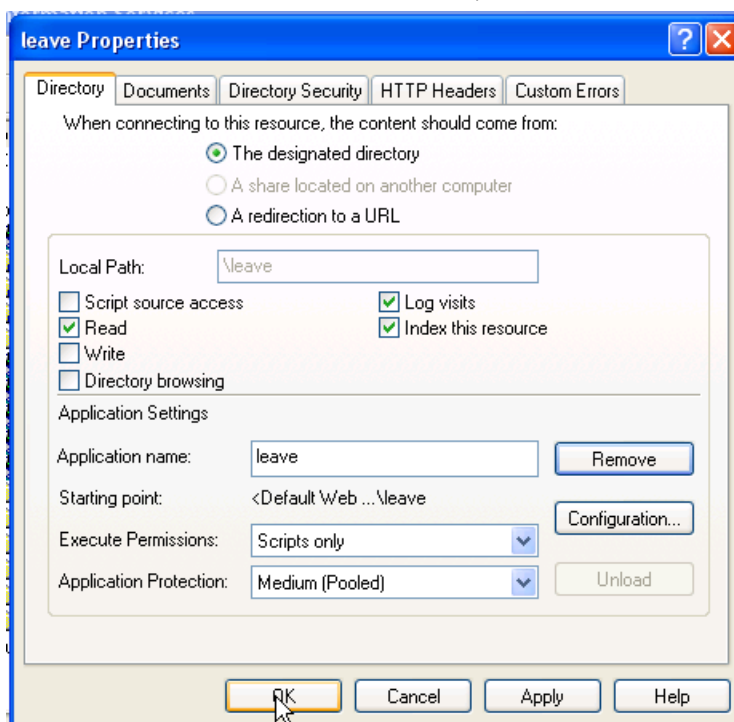 leave Properties
Directory Documents Directory Security HTTP Headers Custom Errors
When connecting to this resource, the content should come from:
The designated directory
A share located on another computer
A redirection to a URL
Local Path: \leave
Script source access Log visits
Read Index this resource
Write
Directory browsing
Application Settings
Application name: leave Remove
Starting point: <Default Web ...\leave
Configuration...
Execute Permissions: Scripts only
Application Protection: Medium (Pooled) Unload
OK Cancel Apply Help